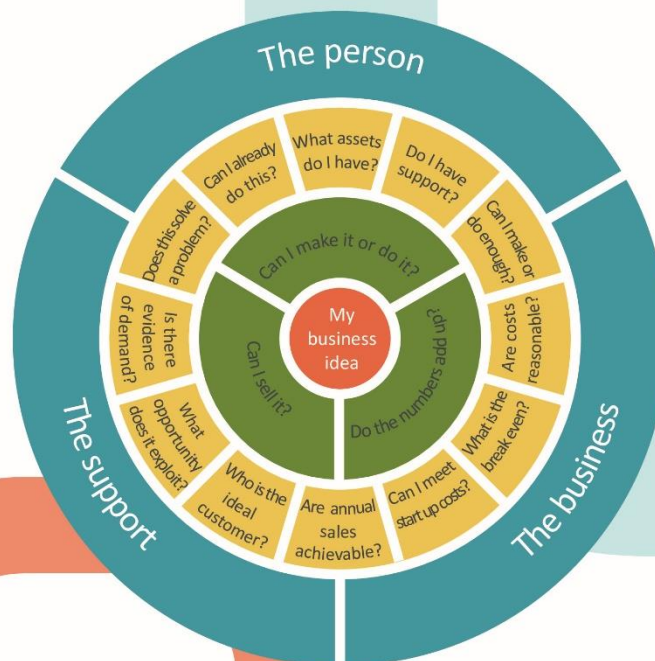 The person
What assets
do I have?
Do I have
support?
Can I make or
do enough?
Are costs
reasonable?
What is the
break even?
Can I meet
start up costs?
Are annual
sales
achievable?
Who is the
ideal
customer?
What
opportunity
does it exploit?
Is there
evidence
of demand?
Does this solve
a problem?
Can I already
do this?
Can I make it or do it?
Do the numbers add up?
Can I sell it?
My
business
idea
The business
The support